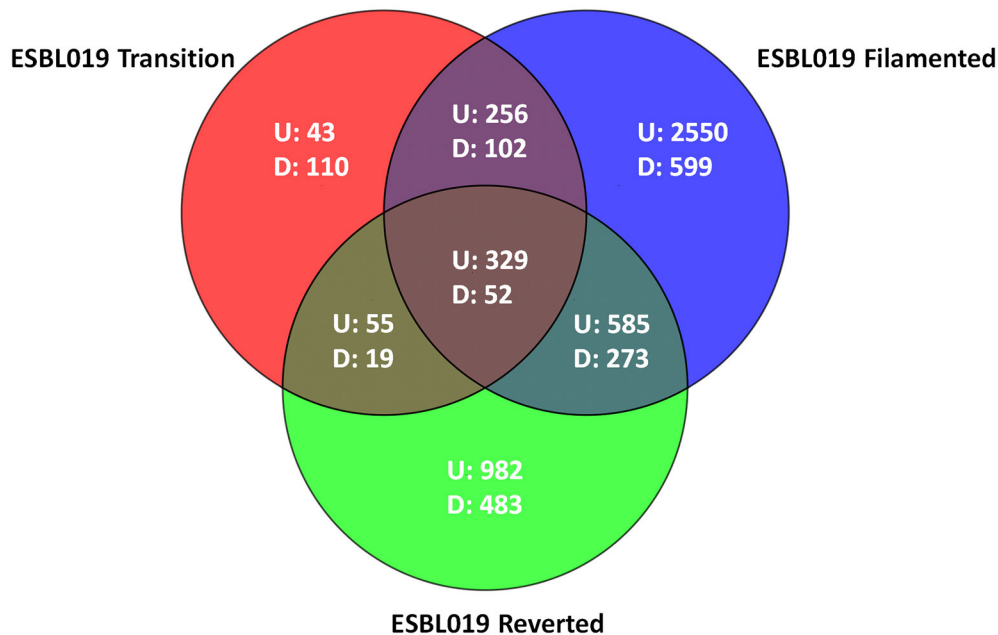 ESBL019 Transition
ESBL019 Filamented
U: 43
D: 110
U: 256
D: 102
U: 2550
D: 599
U: 329
D: 52
U: 55
D: 19
U: 585
D: 273
U: 982
D: 483
ESBL019 Reverted